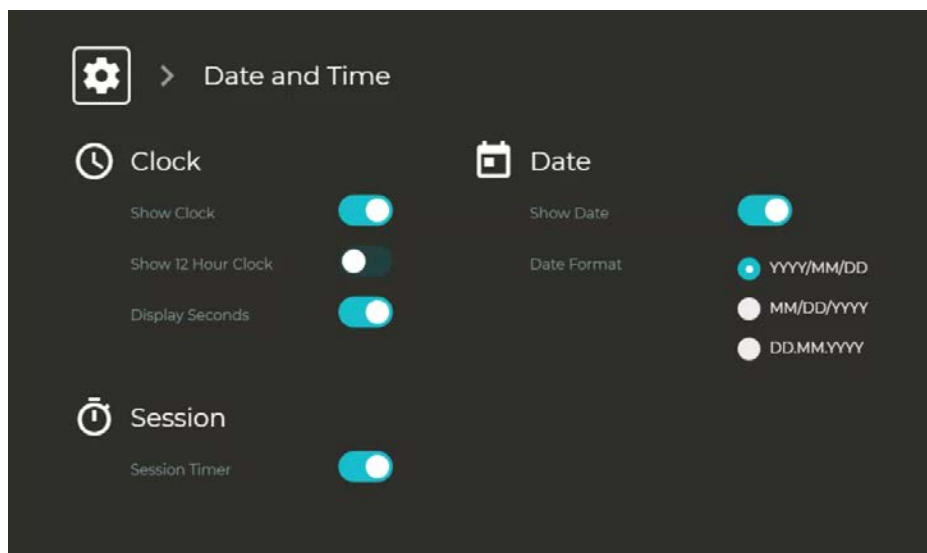 Date and Time
Clock
Show Clock
Show 12 Hour Clock
Display Seconds
Date
Show Date
Date Format
YYYY/MM/DD
MM/DD/YYYY
DD.MM.YYYY
Session
Session Timer